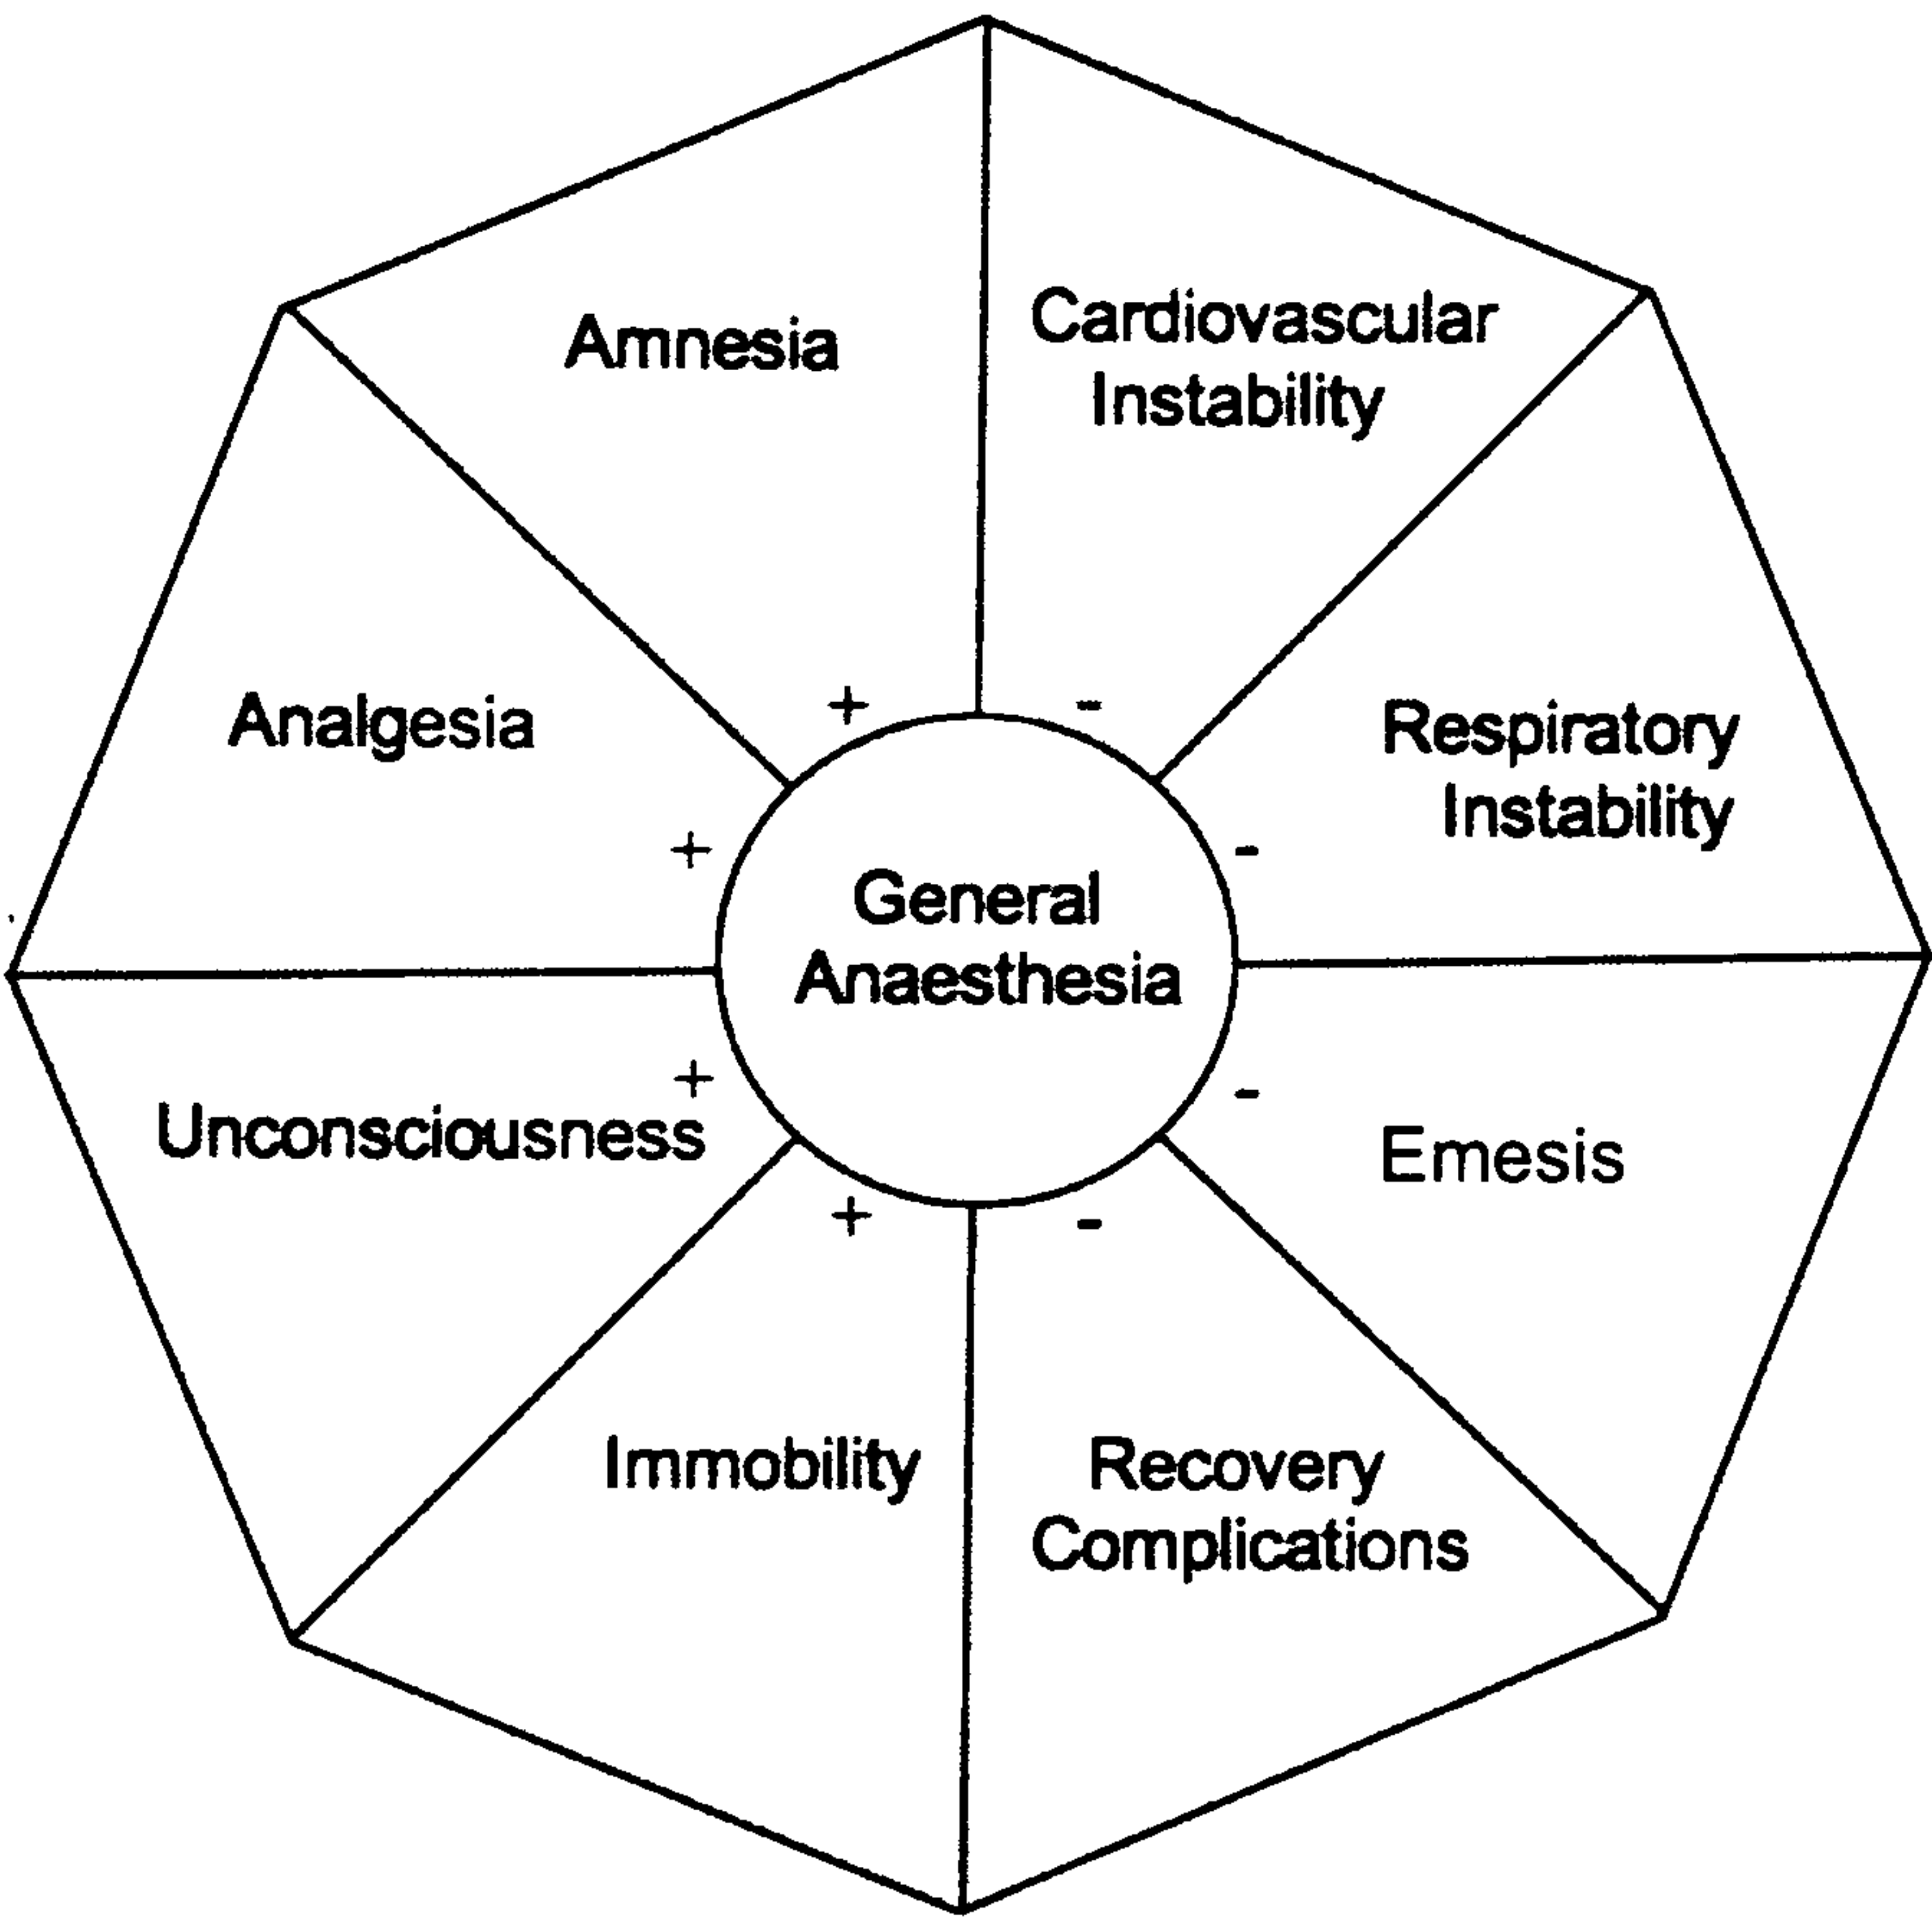 Amnesia
Cardiovascular
Instability
Analgesia
Respiratory
Instability
+
-
+
-
General
Anaesthesia
+
-
Unconsciousness
Emesis
+
-
Immobility
Recovery
Complications